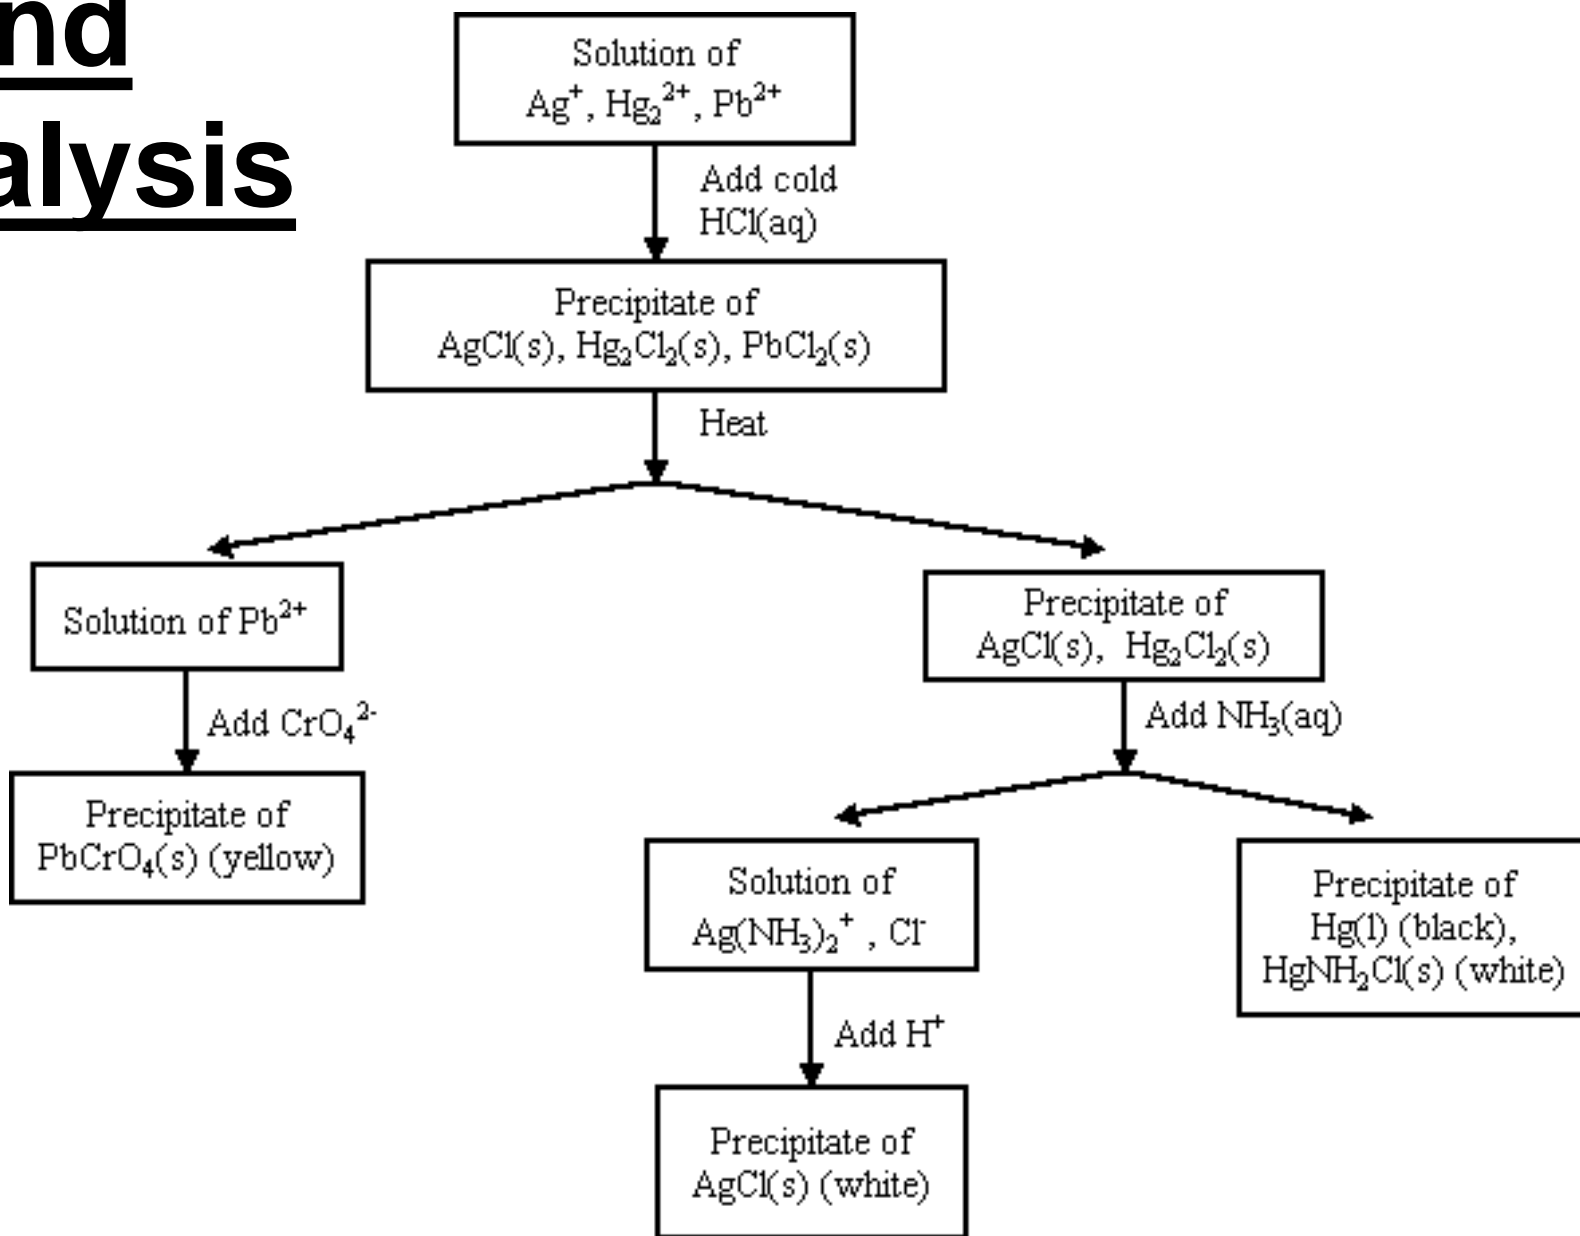 nd
alysis
Solution of
Ag⁺, Hg₂²⁺, Pb²⁺
Add cold
HCl(aq)
Precipitate of
AgCl(s), Hg₂Cl₂(s), PbCl₂(s)
Heat
Solution of Pb²⁺
Add CrO₄²⁻
Precipitate of
PbCrO₄(s) (yellow)
Precipitate of
AgCl(s), Hg₂Cl₂(s)
Add NH₃(aq)
Solution of
Ag(NH₃)₂⁺ , Cl⁻
Add H⁺
Precipitate of
AgCl(s) (white)
Precipitate of
Hg(l) (black),
HgNH₂Cl(s) (white)